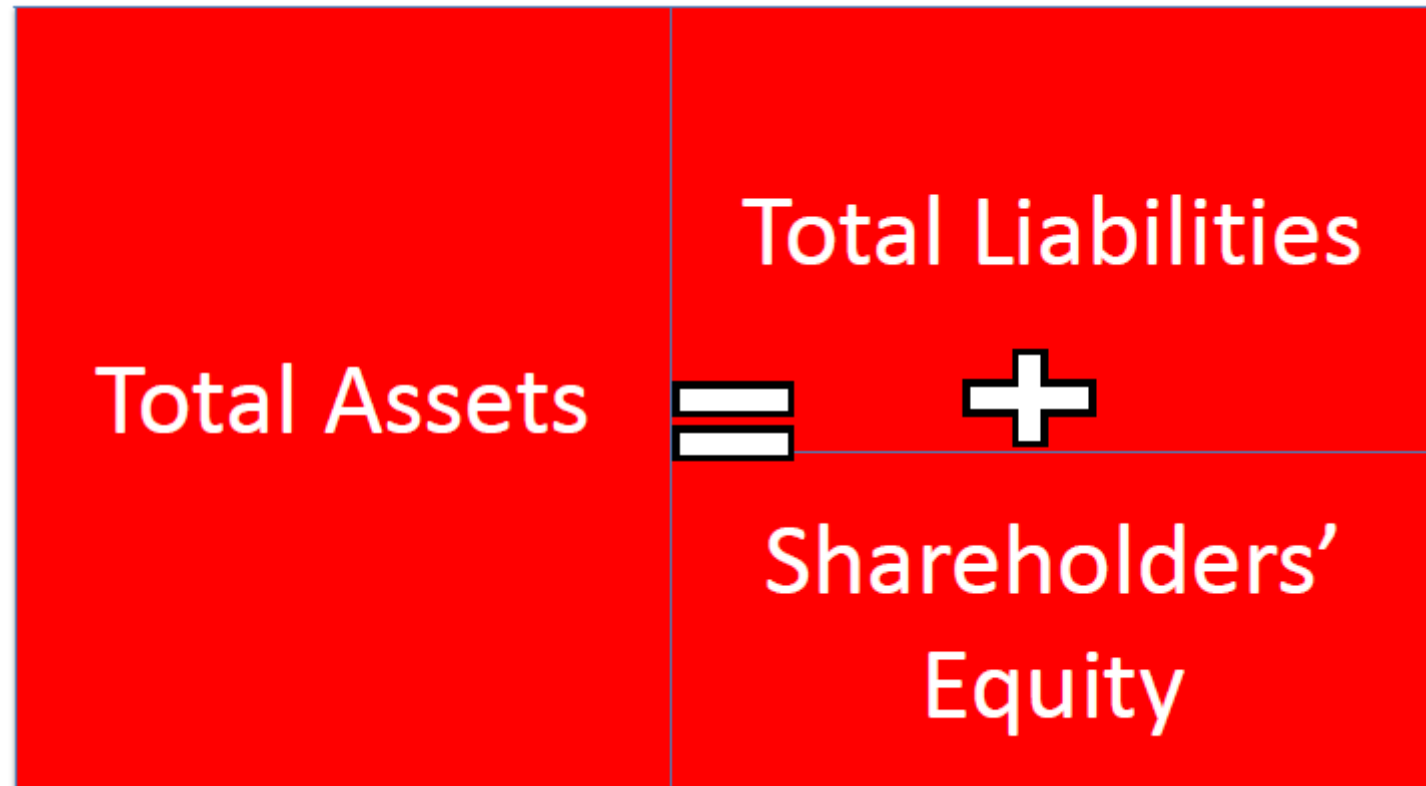 Total Assets
=
Total Liabilities
+
Shareholders’
Equity